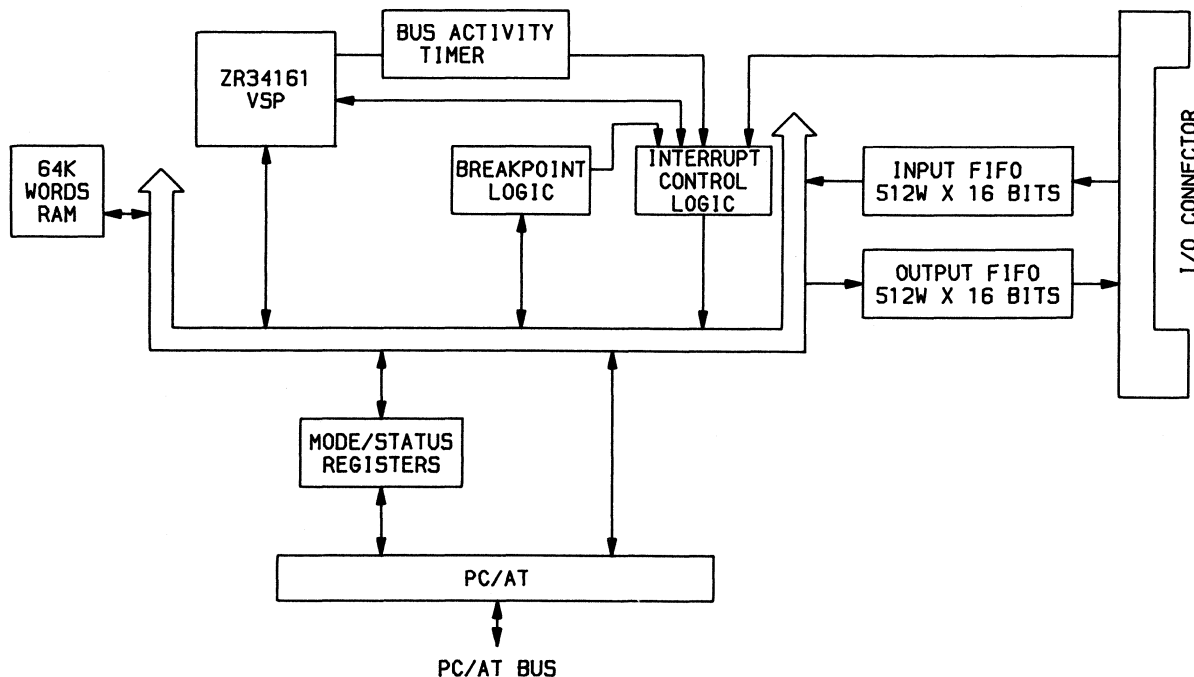 BUS ACTIVITY
TIMER
ZR34161
VSP
64K
WORDS
RAM
BREAKPOINT
LOGIC
INTERRUPT
CONTROL
LOGIC
INPUT FIFO
512W X 16 BITS
OUTPUT FIFO
512W X 16 BITS
I/O CONNECTOR
MODE/STATUS
REGISTERS
PC/AT
PC/AT BUS